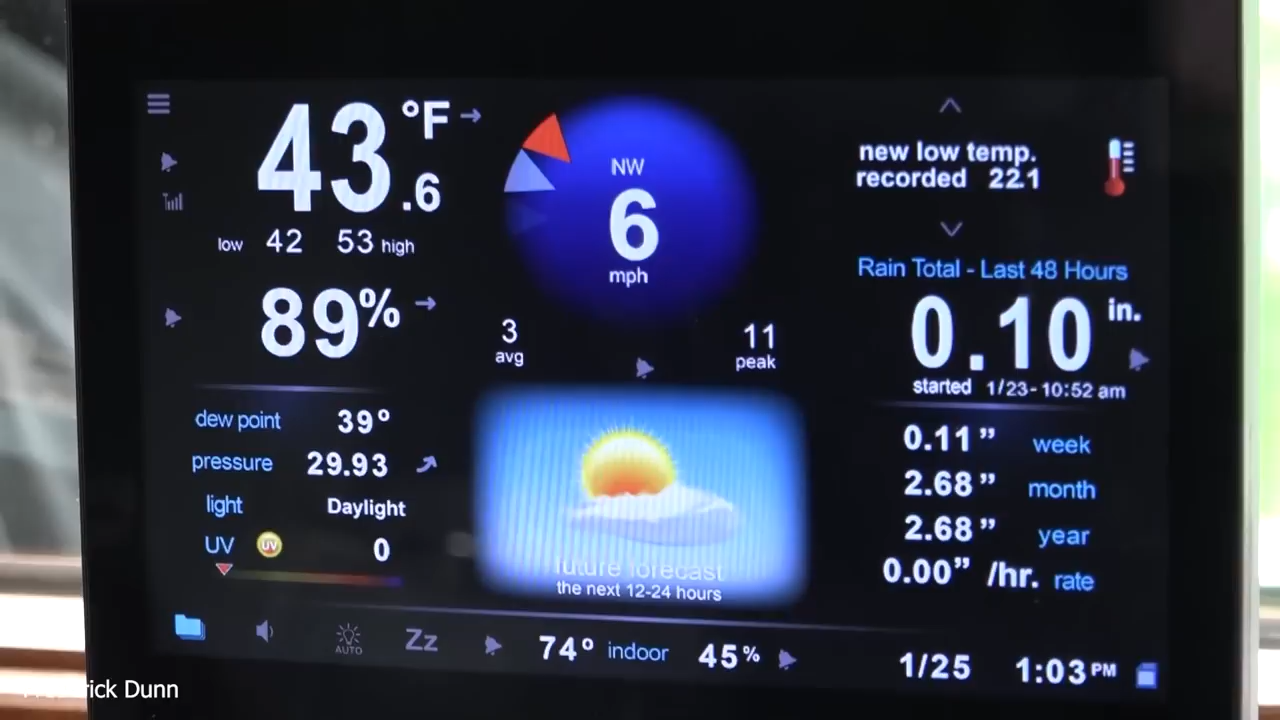 43.6 °F
low 42 53 high
89%
dew point 39°
pressure 29.93
light Daylight
UV UV 0
NW
6
mph
3
avg
11
peak
future forecast
the next 12-24 hours
new low temp.
recorded 22.1
Rain Total - Last 48 Hours
0.10 in.
started 1/23 - 10:52 am
0.11" week
2.68" month
2.68" year
0.00" /hr. rate
AUTO
Zz
74° indoor 45%
1/25 1:03 PM
Frederick Dunn